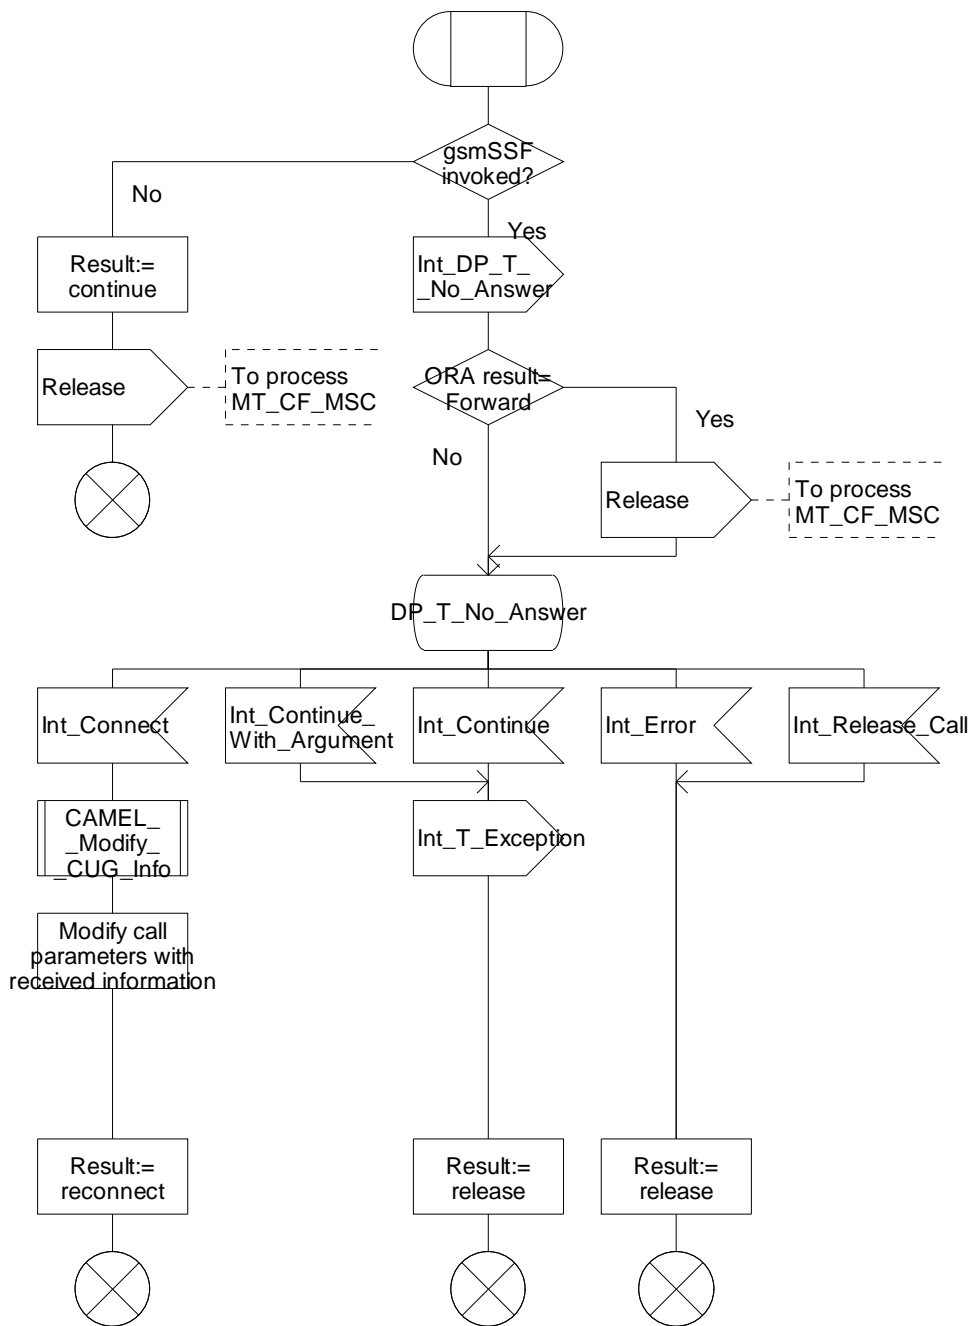 gsmSSF
invoked?
No
Yes
Result:=
continue
Int_DP_T_
_No_Answer
Release
To process
MT_CF_MSC
ORA result=
Forward
Yes
No
Release
To process
MT_CF_MSC
DP_T_No_Answer
Int_Connect
Int_Continue_
With_Argument
Int_Continue
Int_Error
Int_Release_Call
CAMEL_
_Modify_
_CUG_Info
Int_T_Exception
Modify call
parameters with
received information
Result:=
reconnect
Result:=
release
Result:=
release